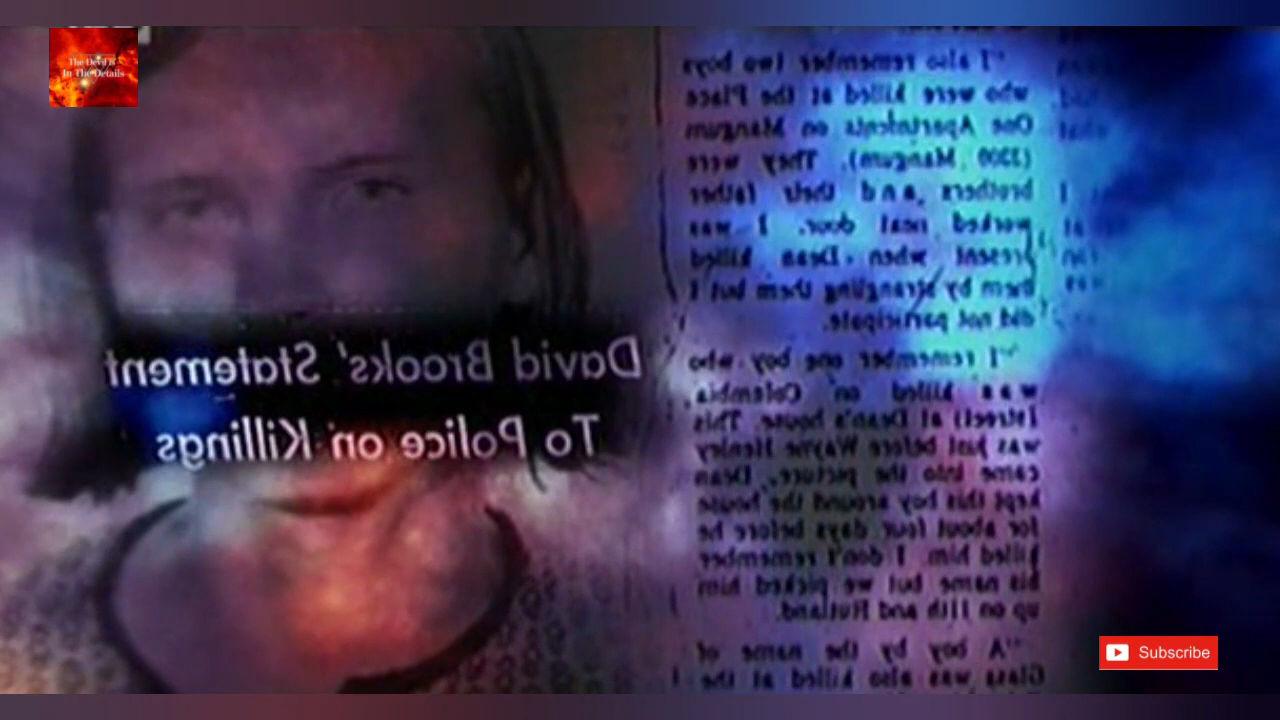 The Devil is
In The Details
David Brooks' Statement
To Police on Killings
"I also remember two boys
who were killed at the Place
One Apartments on Mangum
(3300 Mangum). They were
brothers and their father
worked next door. I was
present when Dean killed
them by strangling them but I
did not participate.
"I remember one boy who
was killed on Columbia
(street) at Dean's house. This
was just before Wayne Henley
came into the picture. Dean
kept this boy around the house
for about four days before he
killed him. I don't remember
his name but we picked him
up on 11th and Rutland.
"A boy by the name of
Glass was also killed at the
Subscribe